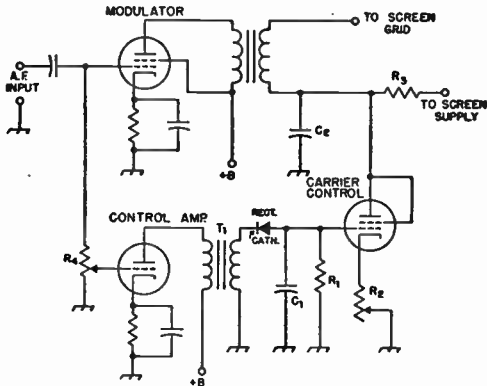 MODULATOR
TO SCREEN
GRID
A.F.
INPUT
R3
TO SCREEN
SUPPLY
C2
+B
CARRIER
CONTROL
CONTROL AMP.
T1
RECT.
CATH.
R4
C1
R1
R2
+B